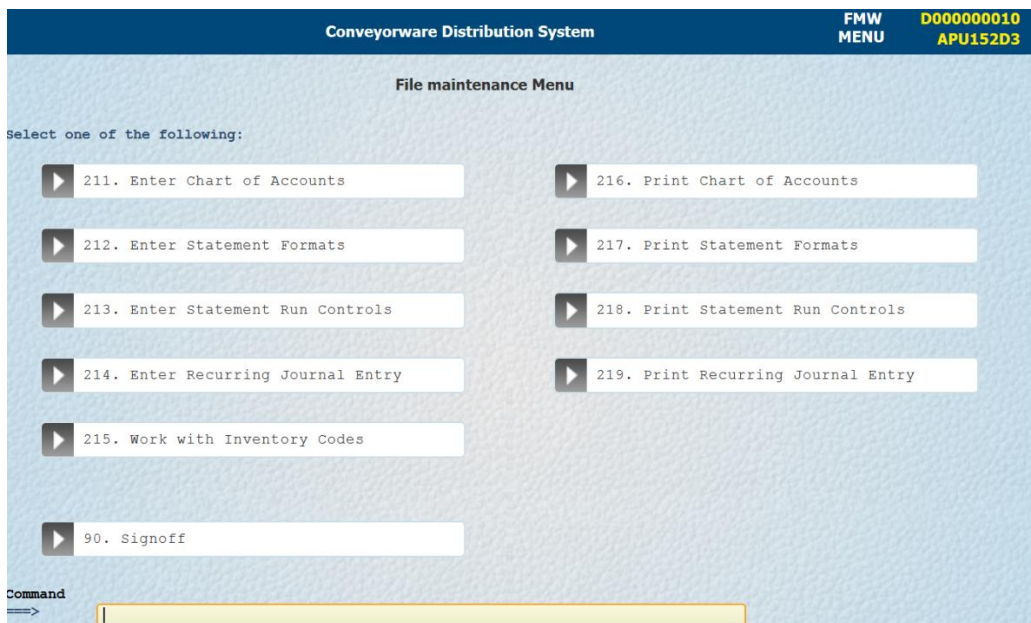 Conveyorware Distribution System
FMW D000000010
MENU APU152D3
File maintenance Menu
Select one of the following:
211. Enter Chart of Accounts
216. Print Chart of Accounts
212. Enter Statement Formats
217. Print Statement Formats
213. Enter Statement Run Controls
218. Print Statement Run Controls
214. Enter Recurring Journal Entry
219. Print Recurring Journal Entry
215. Work with Inventory Codes
90. Signoff
Command
===>